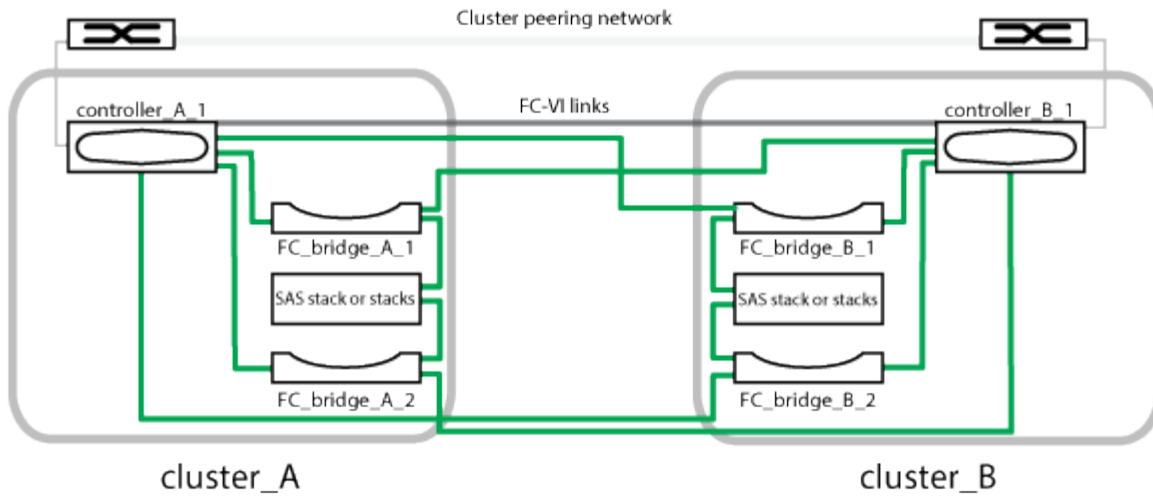 Cluster peering network
controller_A_1
FC-VI links
controller_B_1
FC_bridge_A_1
FC_bridge_B_1
SAS stack or stacks
SAS stack or stacks
FC_bridge_A_2
FC_bridge_B_2
cluster_A
cluster_B